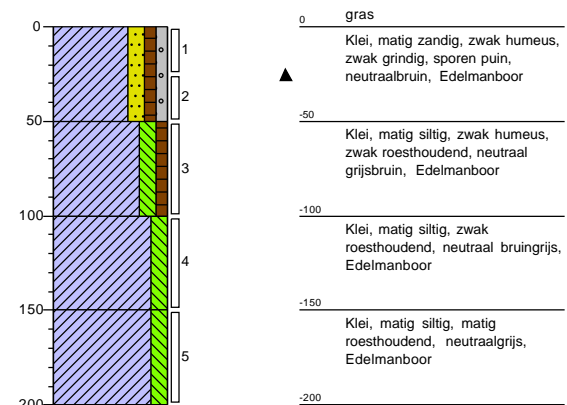 0
50
100
150
200
1
2
3
4
5
0
gras
Klei, matig zandig, zwak humeus,
zwak grindig, sporen puin,
neutraalbruin, Edelmanboor
-50
Klei, matig siltig, zwak humeus,
zwak roesthoudend, neutraal
grijsbruin, Edelmanboor
-100
Klei, matig siltig, zwak
roesthoudend, neutraal bruingrijs,
Edelmanboor
-150
Klei, matig siltig, matig
roesthoudend, neutraalgrijs,
Edelmanboor
-200